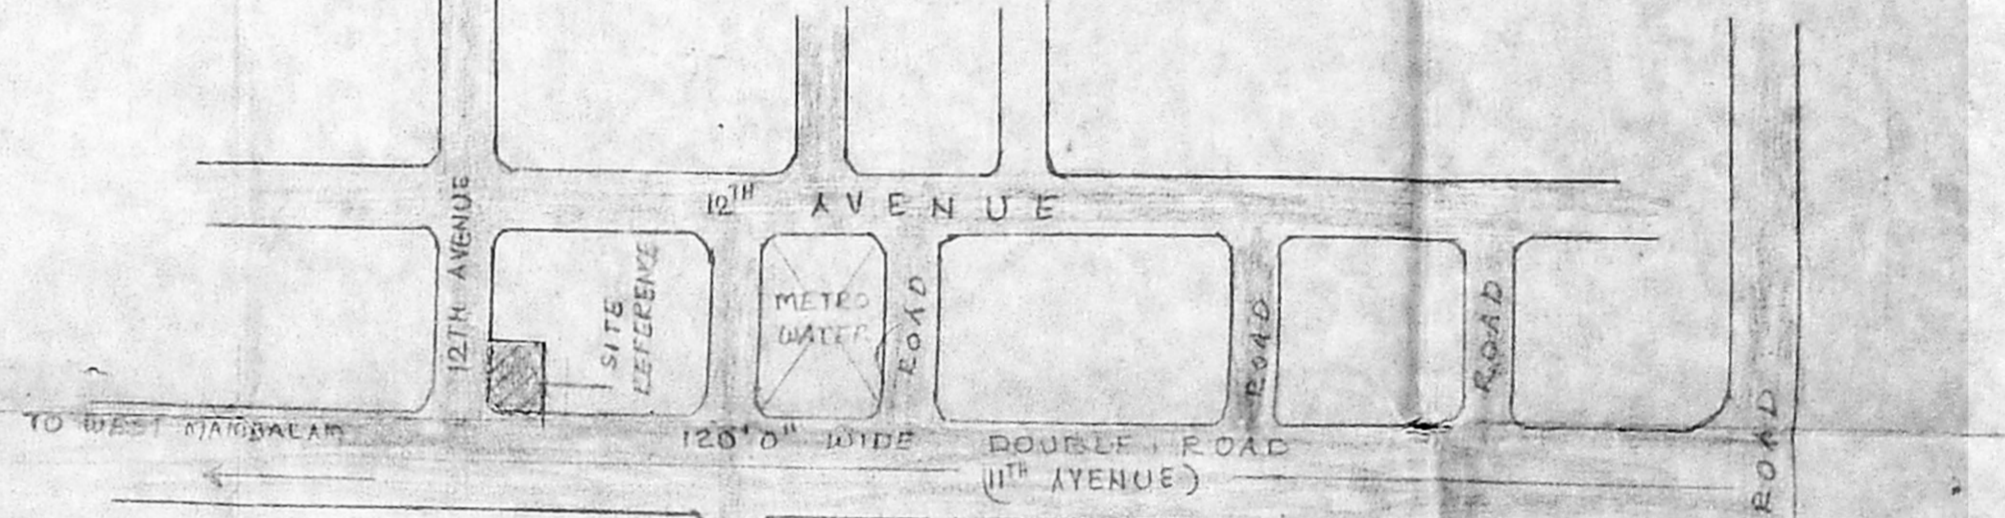 12TH AVENUE
12TH AVENUE
SITE
REFERENCE
METRO
WATER
ROAD
ROAD
ROAD
ROAD
TO WEST MAMBALAM
120'0" WIDE DOUBLE ROAD
(11TH AVENUE)